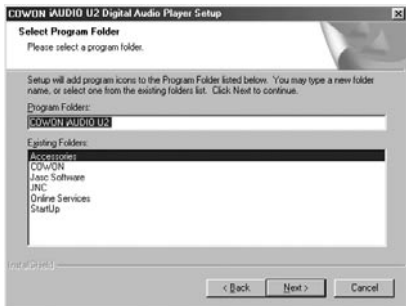 COWON iAUDIO U2 Digital Audio Player Setup
Select Program Folder
Please select a program folder.
Setup will add program icons to the Program Folder listed below. You may type a new folder
name, or select one from the existing folders list. Click Next to continue.
Program Folders:
COWON iAUDIO U2
Existing Folders:
Accessories
COWON
Jasc Software
JNC
Online Services
StartUp
InstallShield
< Back
Next >
Cancel